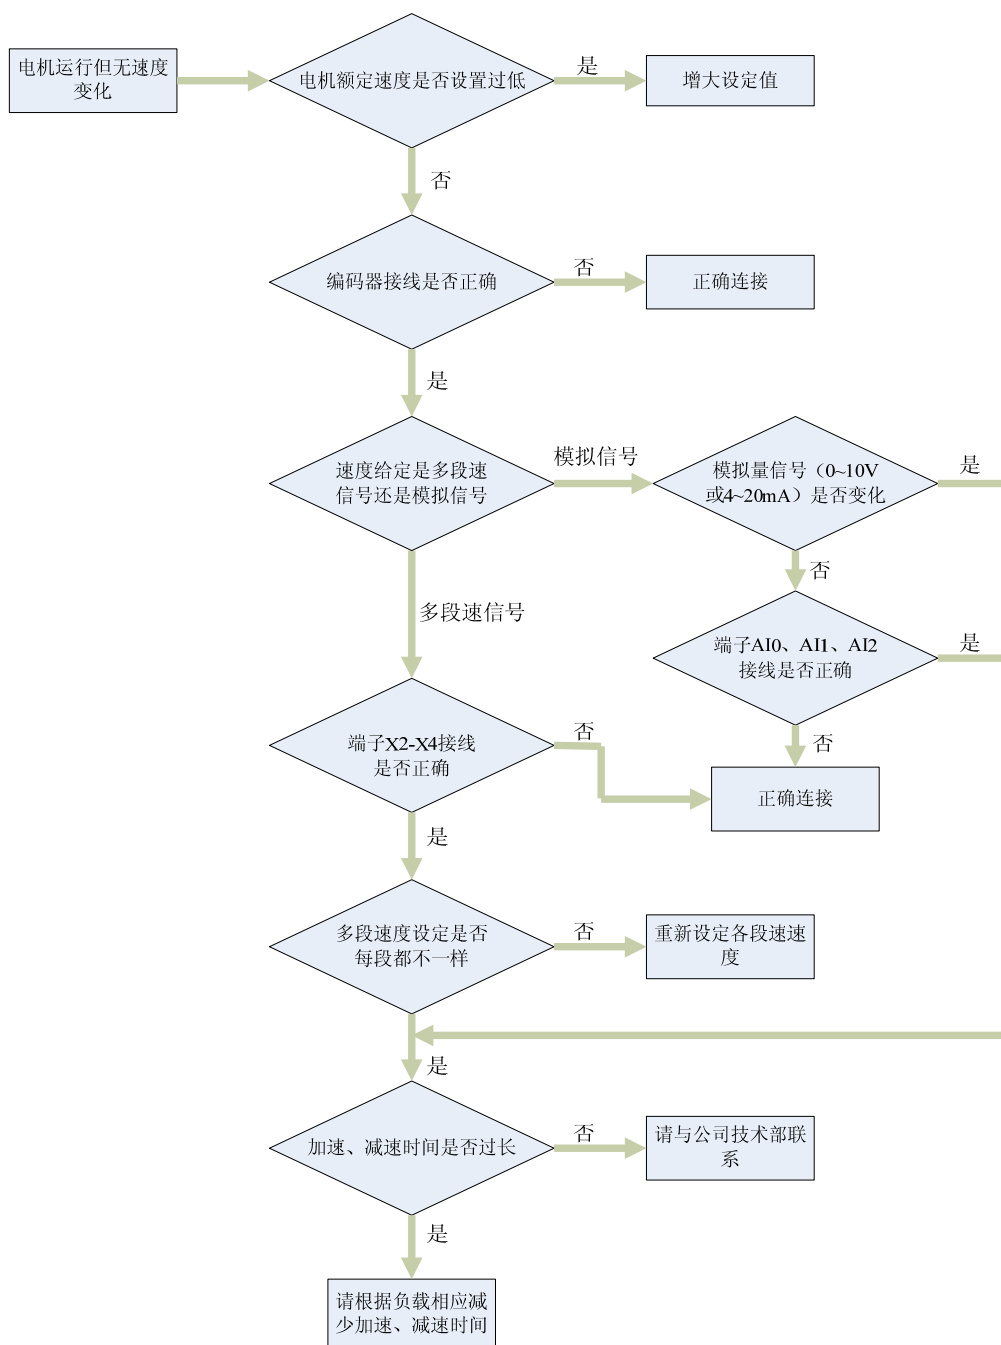 电机运行但无速度
变化
电机额定速度是否设置过低
是
增大设定值
否
编码器接线是否正确
否
正确连接
是
速度给定是多段速
信号还是模拟信号
模拟信号
模拟量信号（0~10V
或4~20mA）是否变化
是
否
多段速信号
端子AI0、AI1、AI2
接线是否正确
是
否
端子X2-X4接线
是否正确
否
正确连接
是
多段速度设定是否
每段都不一样
否
重新设定各段速速
度
是
加速、减速时间是否过长
否
请与公司技术部联
系
是
请根据负载相应减
少加速、减速时间